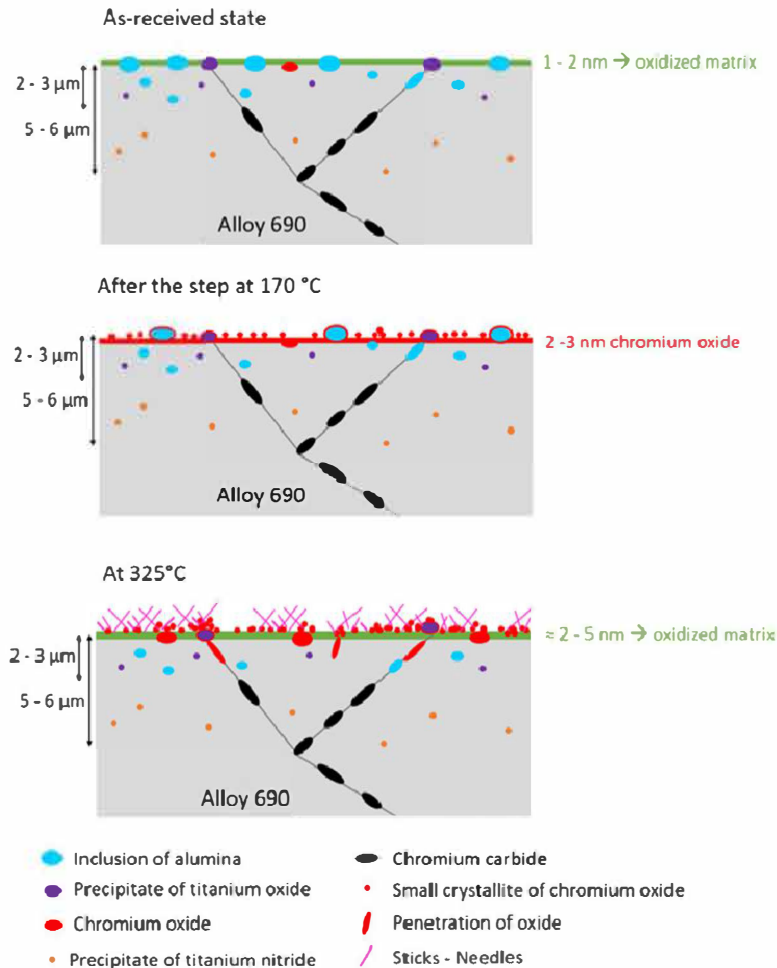 As-received state
1 - 2 nm → oxidized matrix
2 - 3 µm
5 - 6 µm
Alloy 690
After the step at 170 °C
2 -3 nm chromium oxide
2 - 3 µm
5 - 6 µm
Alloy 690
At 325°C
≈ 2 - 5 nm → oxidized matrix
2 - 3 µm
5 - 6 µm
Alloy 690
Inclusion of alumina
Chromium carbide
Precipitate of titanium oxide
Small crystallite of chromium oxide
Chromium oxide
Penetration of oxide
Precipitate of titanium nitride
Sticks - Needles